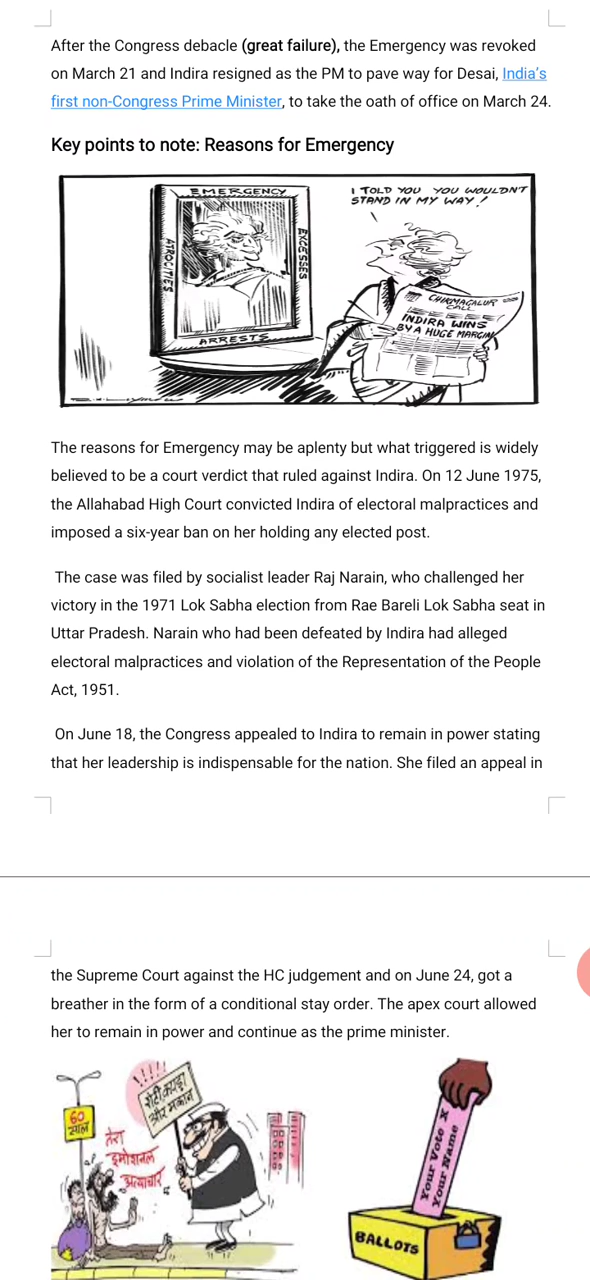 After the Congress debacle (great failure), the Emergency was revoked
on March 21 and Indira resigned as the PM to pave way for Desai, India's
first non-Congress Prime Minister, to take the oath of office on March 24.
Key points to note: Reasons for Emergency
EMERGENCY
ATROCITIES
EXCESSES
ARRESTS
I TOLD YOU YOU WOULDN'T
STAND IN MY WAY!
CHIKMAGALUR
CALL
INDIRA WINS
BY A HUGE MARGIN
The reasons for Emergency may be aplenty but what triggered is widely
believed to be a court verdict that ruled against Indira. On 12 June 1975,
the Allahabad High Court convicted Indira of electoral malpractices and
imposed a six-year ban on her holding any elected post.
The case was filed by socialist leader Raj Narain, who challenged her
victory in the 1971 Lok Sabha election from Rae Bareli Lok Sabha seat in
Uttar Pradesh. Narain who had been defeated by Indira had alleged
electoral malpractices and violation of the Representation of the People
Act, 1951.
On June 18, the Congress appealed to Indira to remain in power stating
that her leadership is indispensable for the nation. She filed an appeal in
the Supreme Court against the HC judgement and on June 24, got a
breather in the form of a conditional stay order. The apex court allowed
her to remain in power and continue as the prime minister.
!!!!!
रोटी कपड़ा
और मकान
60
साल
तेरा
इमोशनल
अत्याचार
Your Vote X
Your Name
BALLOTS